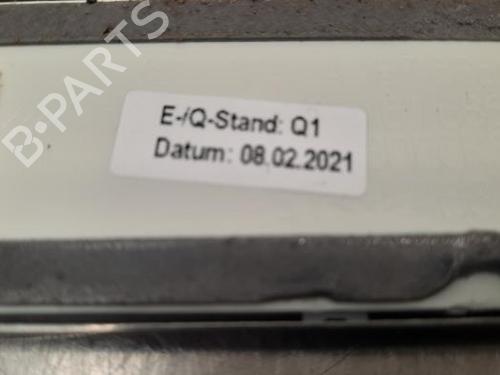 E-/Q-Stand: Q1
Datum: 08.02.2021
B-PARTS